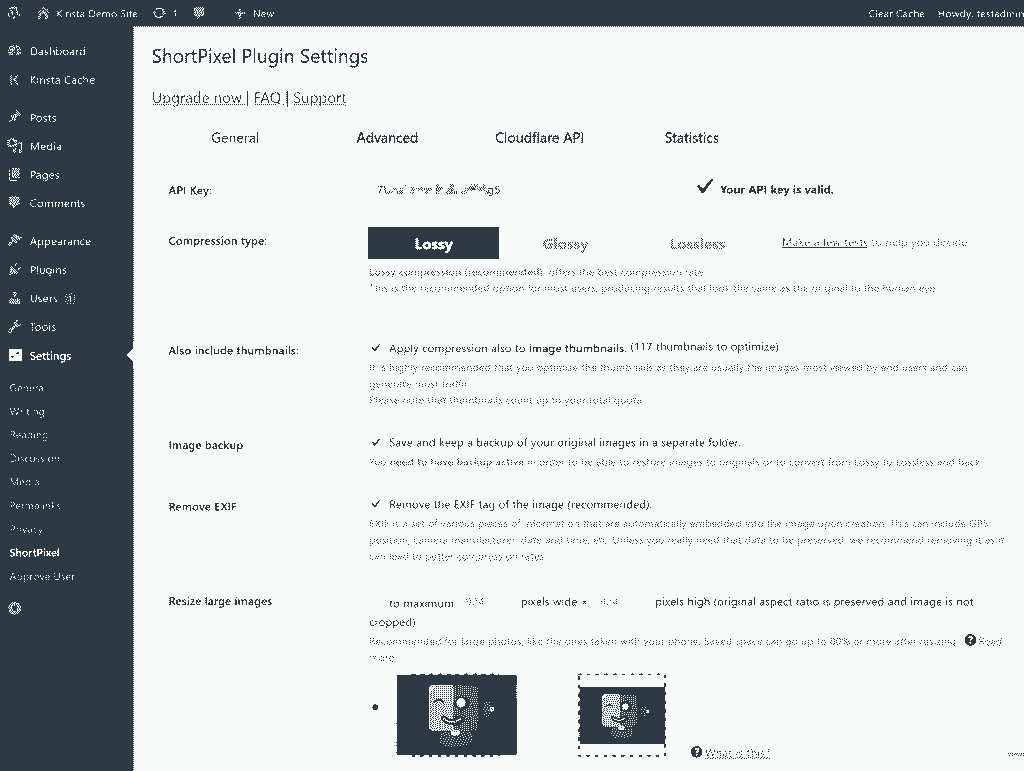 Kinsta Demo Site 1 New Clear Cache Howdy, testadmin
Dashboard
Kinsta Cache
Posts
Media
Pages
Comments
Appearance
Plugins
Users 1
Tools
Settings
General
Writing
Reading
Discussion
Media
Permalinks
Privacy
ShortPixel
Approve User
ShortPixel Plugin Settings
Upgrade now | FAQ | Support
General Advanced Cloudflare API Statistics
API Key: Your API key is valid.
Compression type: Lossy Glossy Lossless Make a few tests to help you decide.
Lossy compression (recommended): offers the best compression rate.
This is the recommended option for most users, producing results that look the same as the original to the human eye.
Also include thumbnails: Apply compression also to image thumbnails. (117 thumbnails to optimize)
It is highly recommended that you optimize the thumbnails as they are usually the images most viewed by end users and can
generate most traffic.
Please note that thumbnails count up to your total quota.
Image backup Save and keep a backup of your original images in a separate folder.
You need to have backup active in order to be able to restore images to originals or to convert from Lossy to Lossless and back.
Remove EXIF Remove the EXIF tag of the image (recommended).
EXIF is a set of various pieces of information that are automatically embedded into the image upon creation. This can include GPS
position, camera manufacturer, date and time, etc. Unless you really need that data to be preserved, we recommend removing it as it
can lead to better compression rates.
Resize large images to maximum pixels wide × pixels high (original aspect ratio is preserved and image is not
cropped)
Recommended for large photos, like the ones taken with your phone. Saved space can go up to 80% or more after resizing. Read
more
What is this?